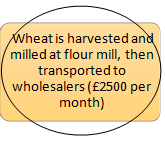 Wheat is harvested and
milled at flour mill, then
transported to
wholesalers (£2500 per
month)